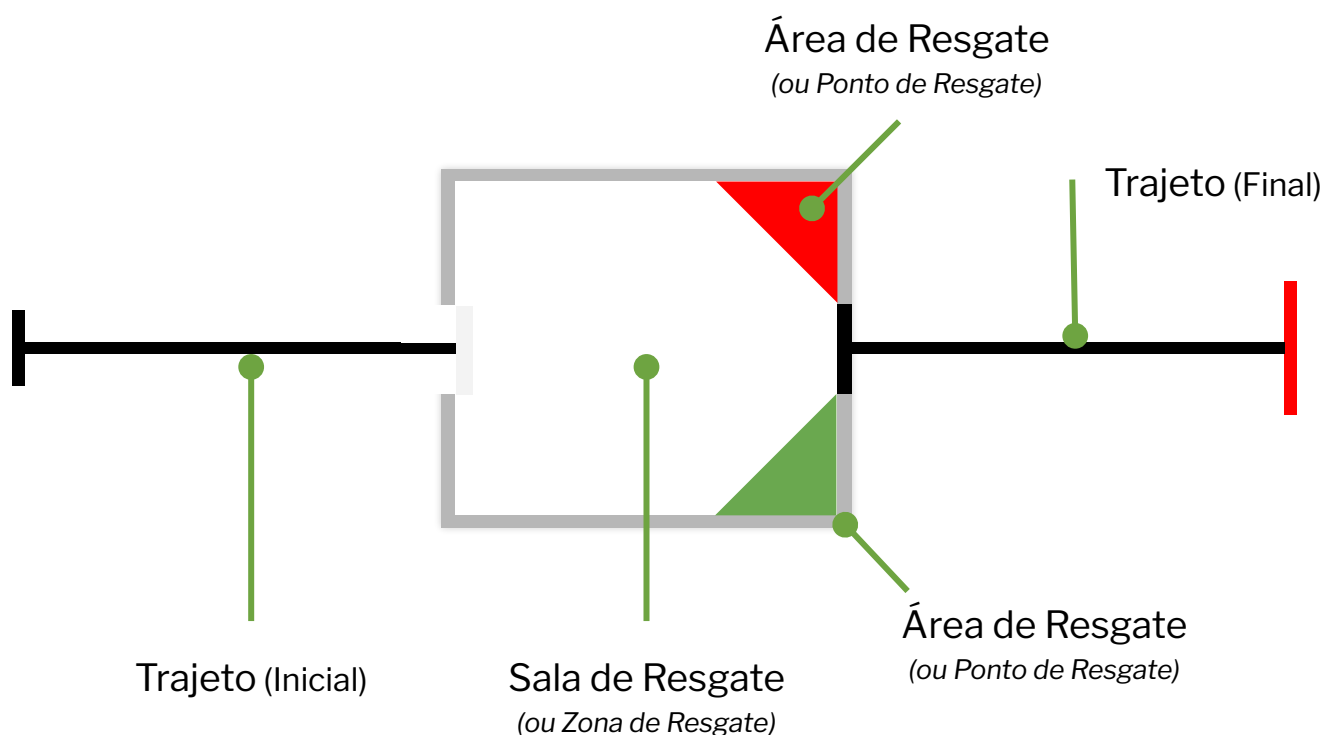 Área de Resgate
(ou Ponto de Resgate)
Trajeto (Final)
Área de Resgate
(ou Ponto de Resgate)
Trajeto (Inicial)
Sala de Resgate
(ou Zona de Resgate)